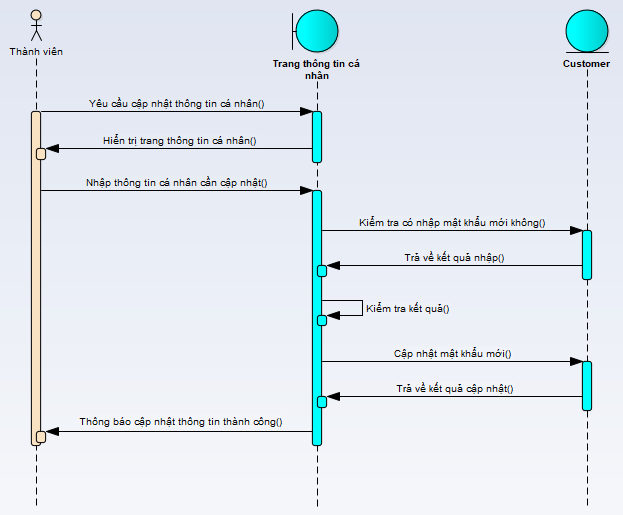 Thành viên
Trang thông tin cá
nhân
Customer
Yêu cầu cập nhật thông tin cá nhân()
Hiển trị trang thông tin cá nhân()
Nhập thông tin cá nhân cần cập nhật()
Kiểm tra có nhập mật khẩu mới không()
Trả về kết quả nhập()
Kiểm tra kết quả()
Cập nhật mật khẩu mới()
Trả về kết quả cập nhật()
Thông báo cập nhật thông tin thành công()